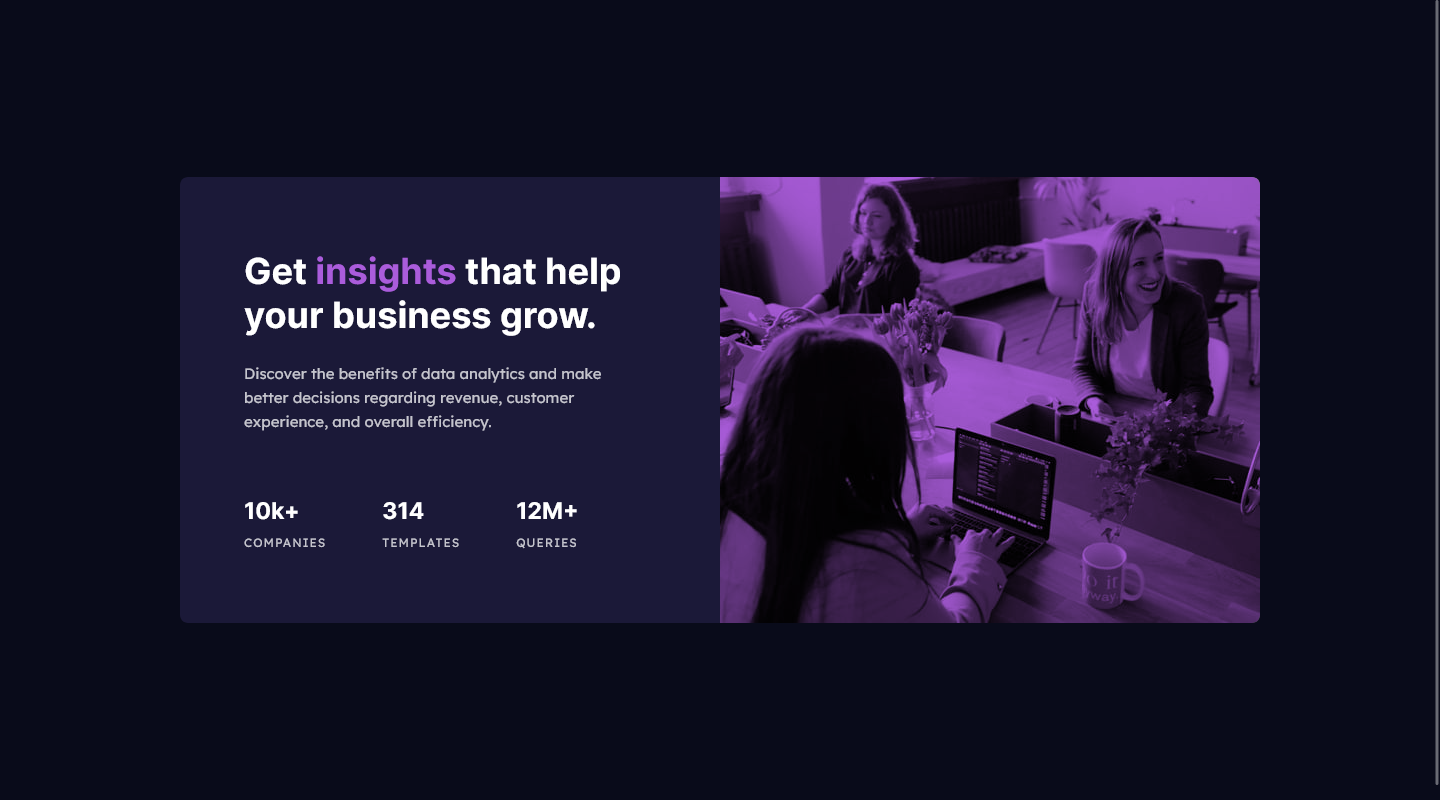 Get insights that help
your business grow.
Discover the benefits of data analytics and make
better decisions regarding revenue, customer
experience, and overall efficiency.
10k+ 314 12M+
COMPANIES TEMPLATES QUERIES